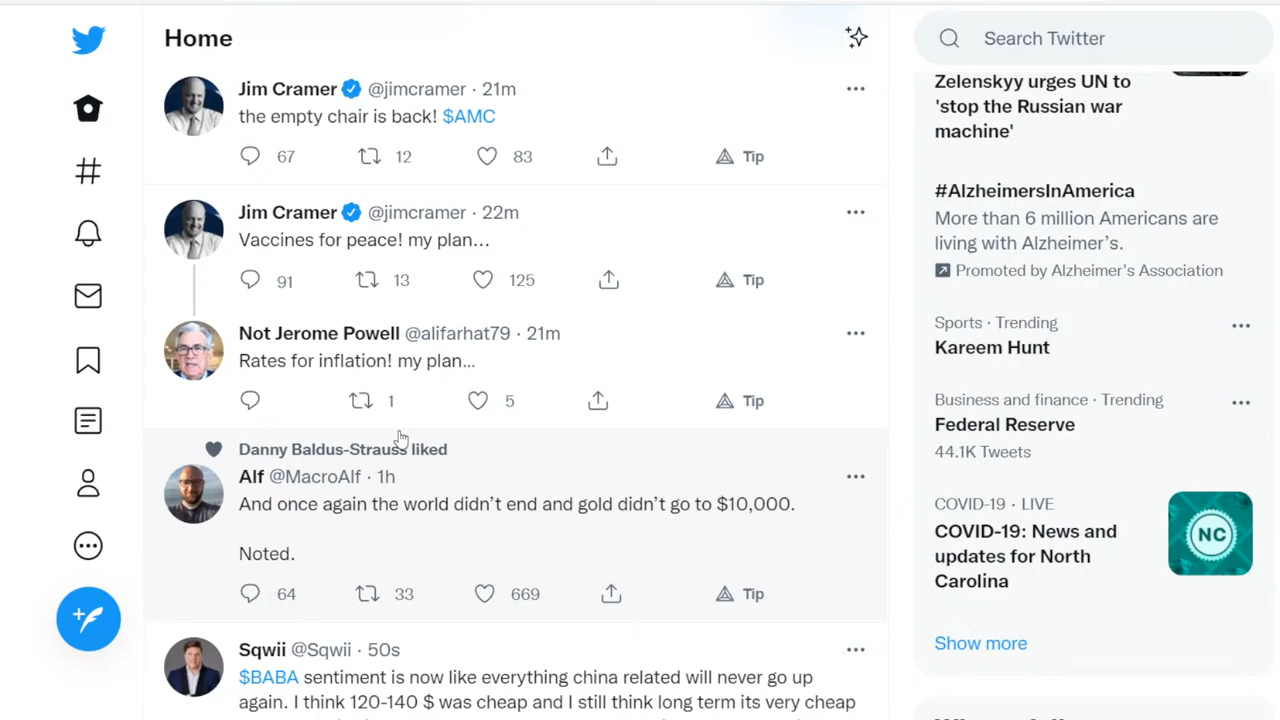 Home
Jim Cramer @jimcramer · 21m
the empty chair is back! $AMC
67 12 83 Tip
Jim Cramer @jimcramer · 22m
Vaccines for peace! my plan...
91 13 125 Tip
Not Jerome Powell @alifarhat79 · 21m
Rates for inflation! my plan...
1 5 Tip
Danny Baldus-Strauss liked
Alf @MacroAlf · 1h
And once again the world didn’t end and gold didn’t go to $10,000.
Noted.
64 33 669 Tip
Sqwii @Sqwii · 50s
$BABA sentiment is now like everything china related will never go up
again. I think 120-140 $ was cheap and I still think long term its very cheap
Search Twitter
Zelenskyy urges UN to
'stop the Russian war
machine'
#AlzheimersInAmerica
More than 6 million Americans are
living with Alzheimer’s.
Promoted by Alzheimer's Association
Sports · Trending
Kareem Hunt
Business and finance · Trending
Federal Reserve
44.1K Tweets
COVID-19 · LIVE
COVID-19: News and
updates for North
Carolina
NC
Show more